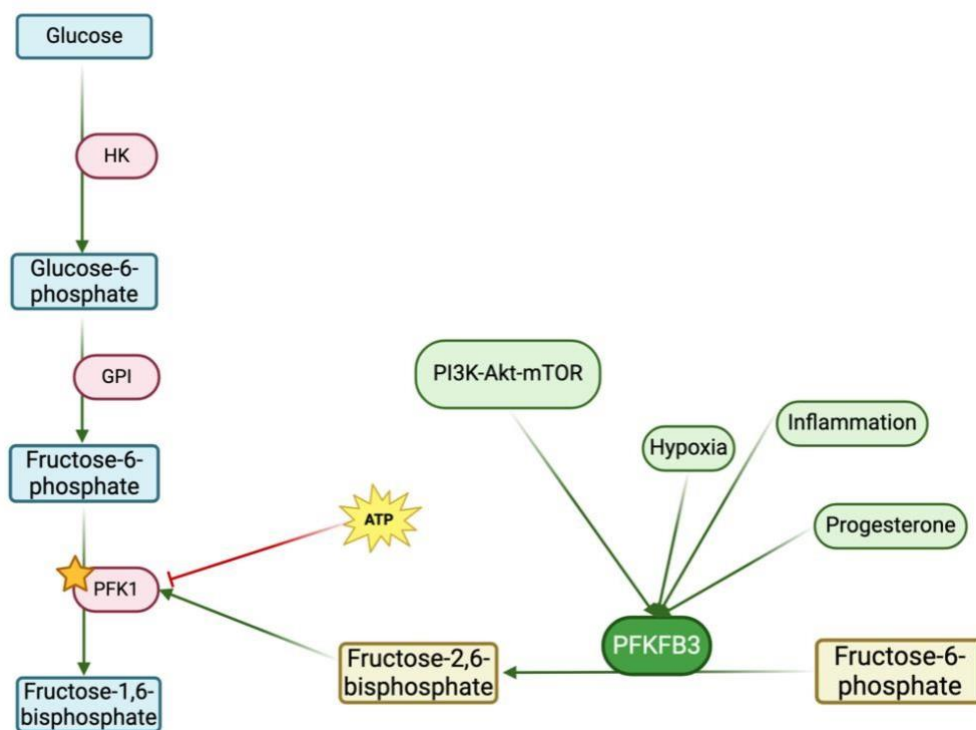 Glucose
HK
Glucose-6-
phosphate
GPI
Fructose-6-
phosphate
PFK1
Fructose-1,6-
bisphosphate
ATP
PI3K-Akt-mTOR
Hypoxia
Inflammation
Progesterone
PFKFB3
Fructose-2,6-
bisphosphate
Fructose-6-
phosphate